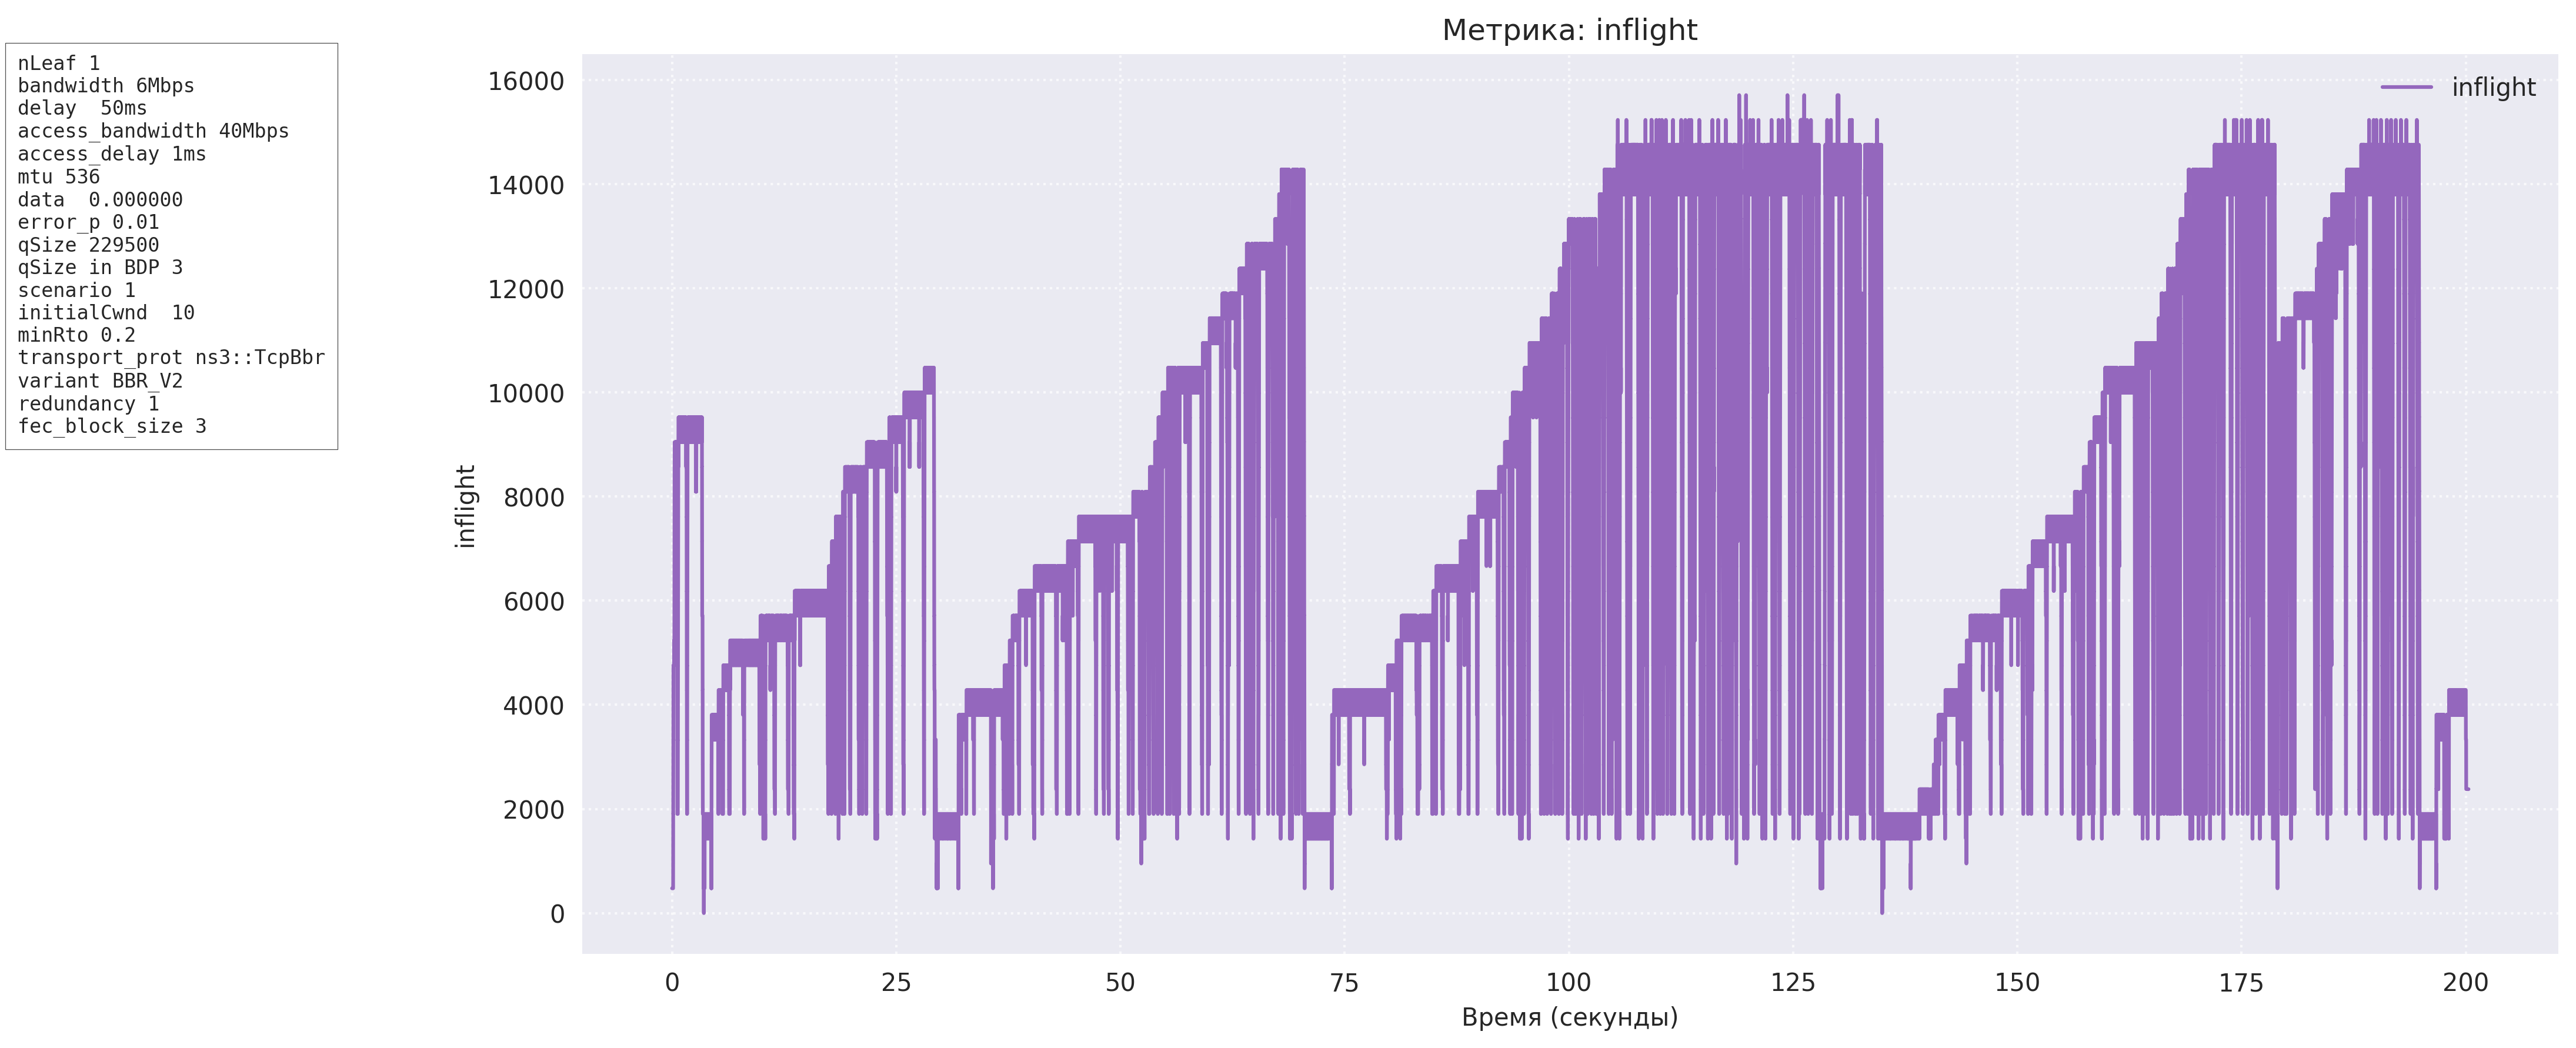 Метрика: inflight
nLeaf 1
bandwidth 6Mbps
delay  50ms
access_bandwidth 40Mbps
access_delay 1ms
mtu 536
data  0.000000
error_p 0.01
qSize 229500
qSize in BDP 3
scenario 1
initialCwnd  10
minRto 0.2
transport_prot ns3::TcpBbr
variant BBR_V2
redundancy 1
fec_block_size 3
inflight
16000
14000
12000
10000
8000
6000
4000
2000
0
inflight
0 25 50 75 100 125 150 175 200
Время (секунды)